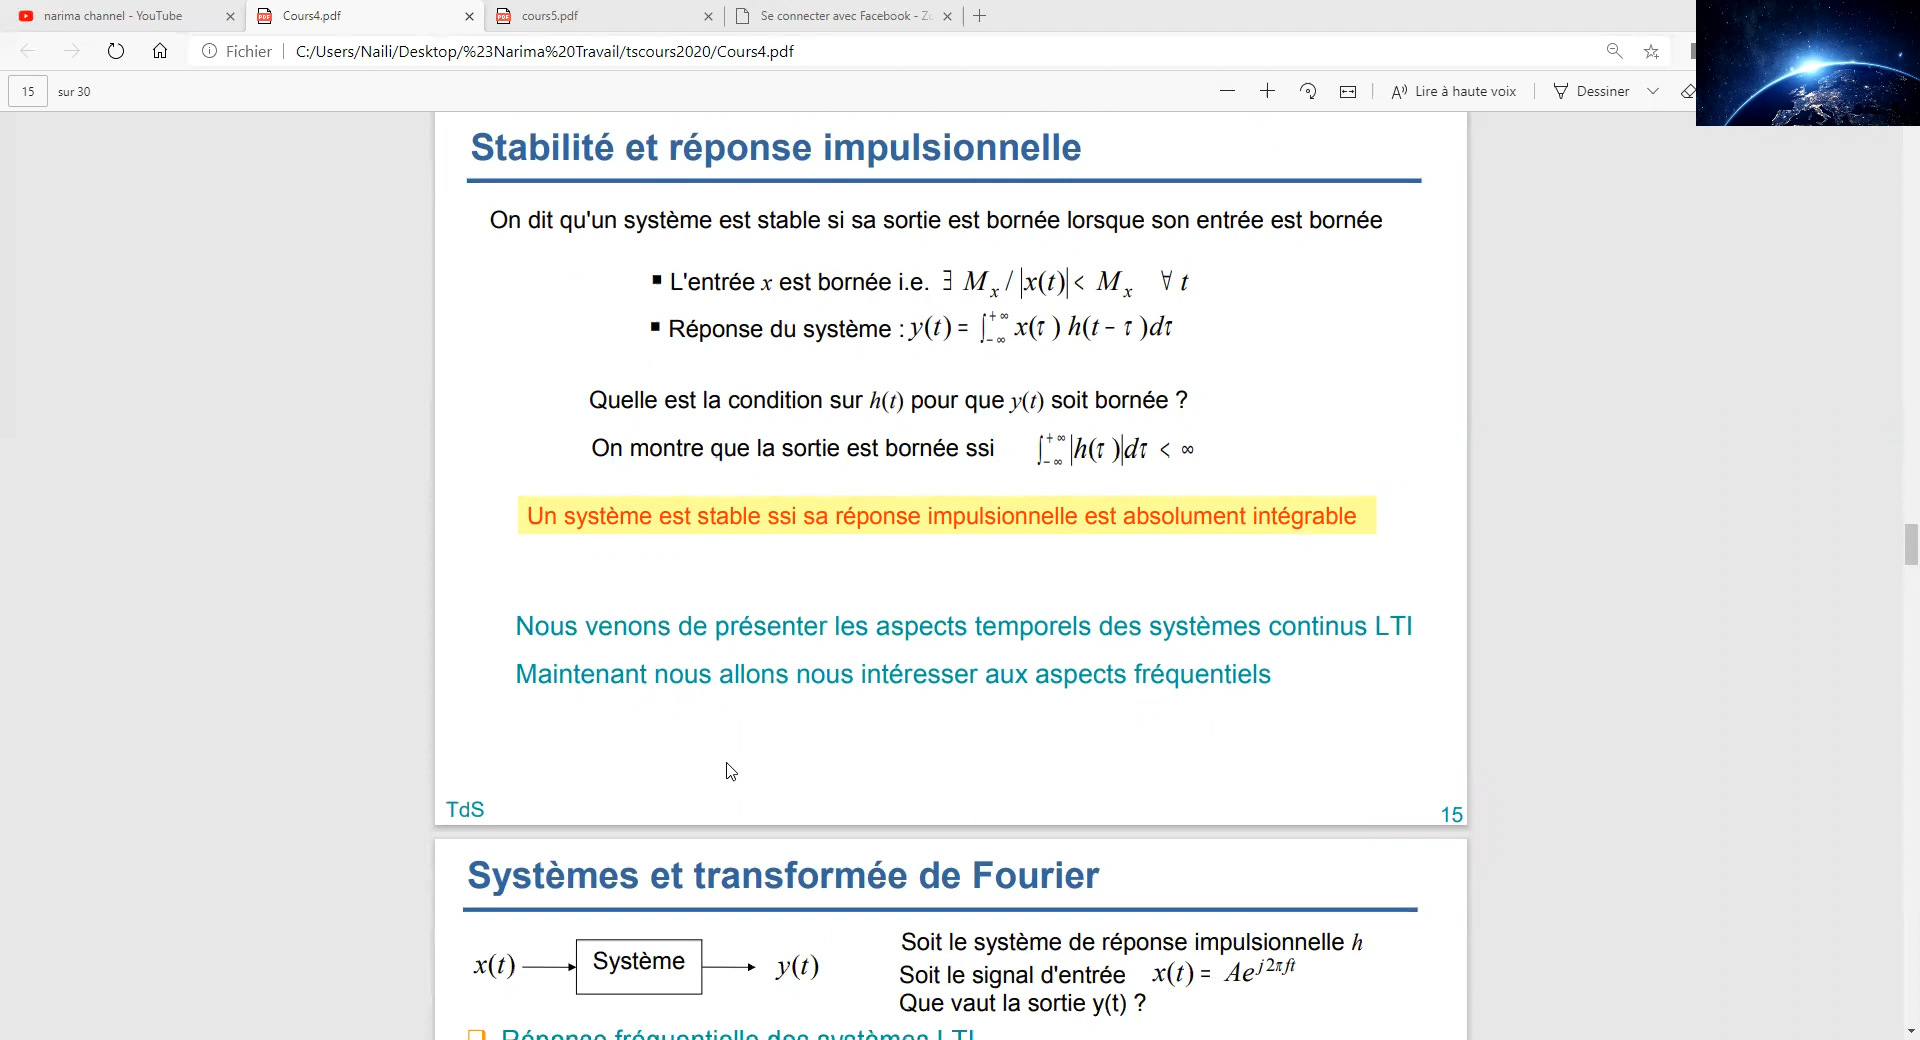 narima channel - YouTube
Cours4.pdf
cours5.pdf
Se connecter avec Facebook - Zo
Fichier
C:/Users/Naili/Desktop/%23Narima%20Travail/tscours2020/Cours4.pdf
15 sur 30
Lire à haute voix
Dessiner
Stabilité et réponse impulsionnelle
On dit qu'un système est stable si sa sortie est bornée lorsque son entrée est bornée
▪ L'entrée x est bornée i.e. ∃ M_x / |x(t)| < M_x ∀ t
▪ Réponse du système : y(t) = ∫_{-∞}^{+∞} x(τ) h(t - τ)dτ
Quelle est la condition sur h(t) pour que y(t) soit bornée ?
On montre que la sortie est bornée ssi ∫_{-∞}^{+∞} |h(τ)|dτ < ∞
Un système est stable ssi sa réponse impulsionnelle est absolument intégrable
Nous venons de présenter les aspects temporels des systèmes continus LTI
Maintenant nous allons nous intéresser aux aspects fréquentiels
TdS
15
Systèmes et transformée de Fourier
x(t) Système y(t)
Soit le système de réponse impulsionnelle h
Soit le signal d'entrée x(t) = Ae^{j2πft}
Que vaut la sortie y(t) ?
Réponse fréquentielle des systèmes LTI